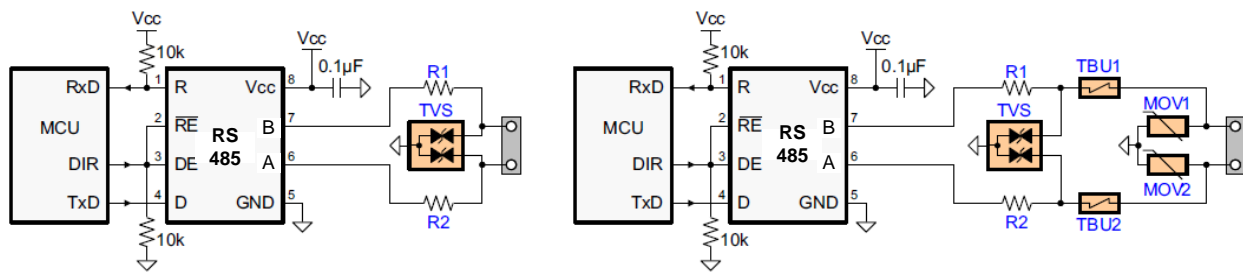 Vcc
10k
Vcc
0.1µF
RxD
1
R
Vcc
8
R1
TVS
MCU
2
RE
RS
485
B
7
DIR
3
DE
A
6
TxD
4
D
GND
5
R2
10k
Vcc
10k
Vcc
0.1µF
RxD
1
R
Vcc
8
R1
TBU1
TVS
MOV1
MCU
2
RE
RS
485
B
7
DIR
3
DE
A
6
MOV2
TxD
4
D
GND
5
R2
TBU2
10k